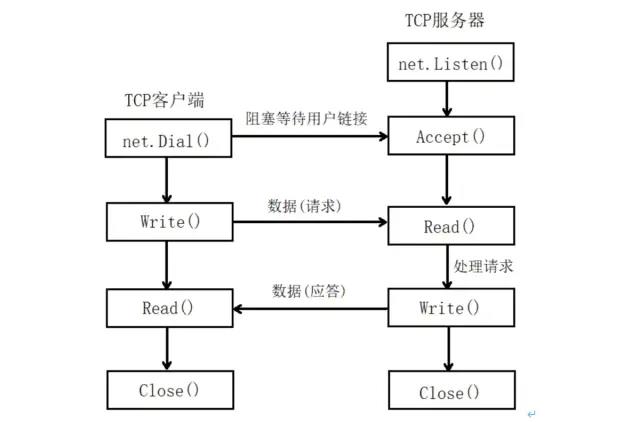 TCP服务器
net.Listen()
TCP客户端
net.Dial()
阻塞等待用户链接
Accept()
Write()
数据(请求)
Read()
处理请求
Read()
数据(应答)
Write()
Close()
Close()